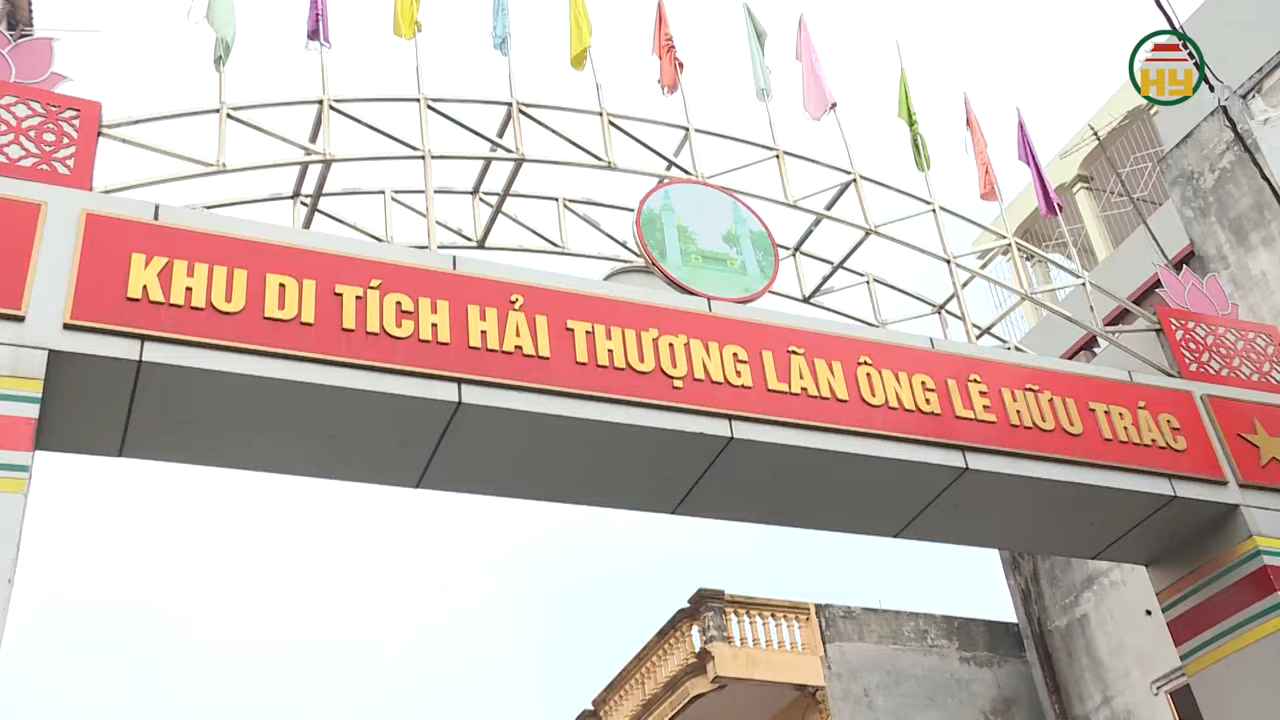 HY
KHU DI TÍCH HẢI THƯỢNG LÃN ÔNG LÊ HỮU TRÁC